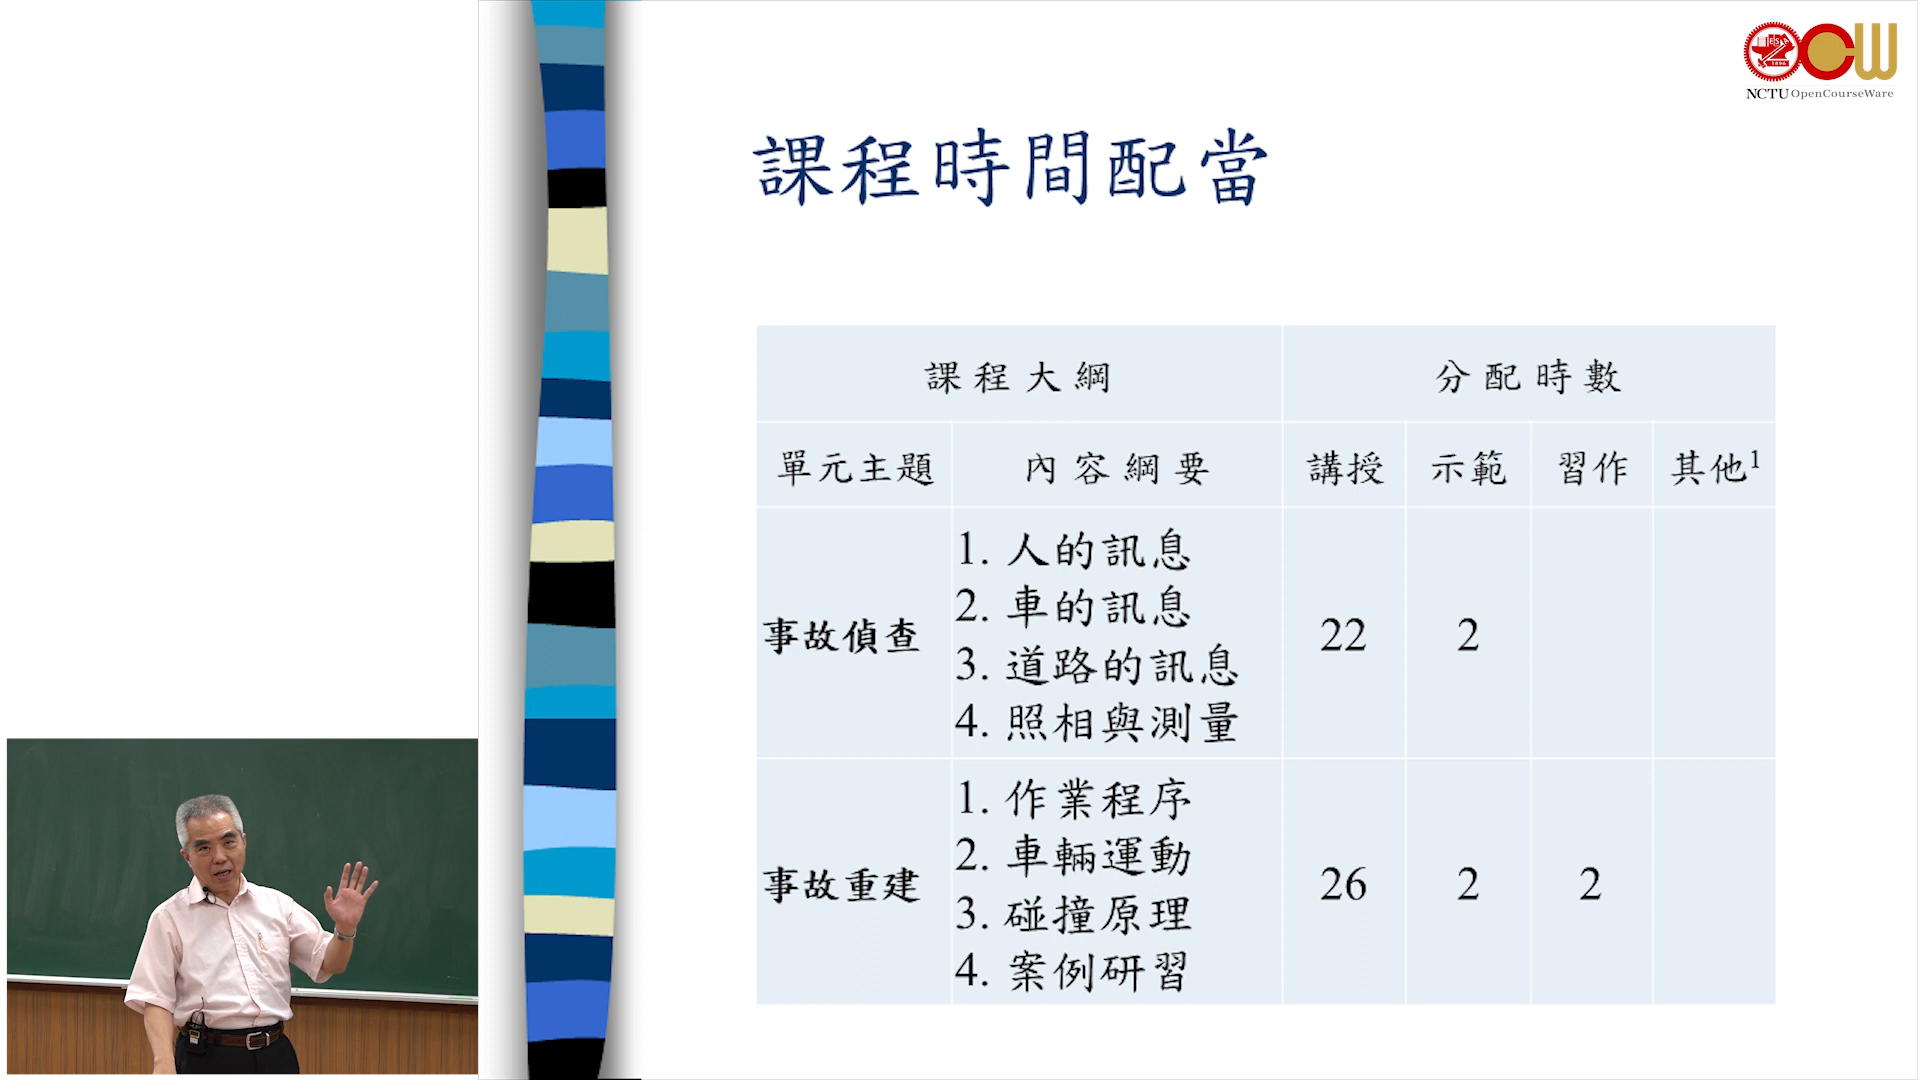 NCTU OpenCourseWare
課程時間配當
課程大綱 分配時數
單元主題 內容綱要 講授 示範 習作 其他1
事故偵查
1. 人的訊息
2. 車的訊息
3. 道路的訊息
4. 照相與測量
22 2
事故重建
1. 作業程序
2. 車輛運動
3. 碰撞原理
4. 案例研習
26 2 2